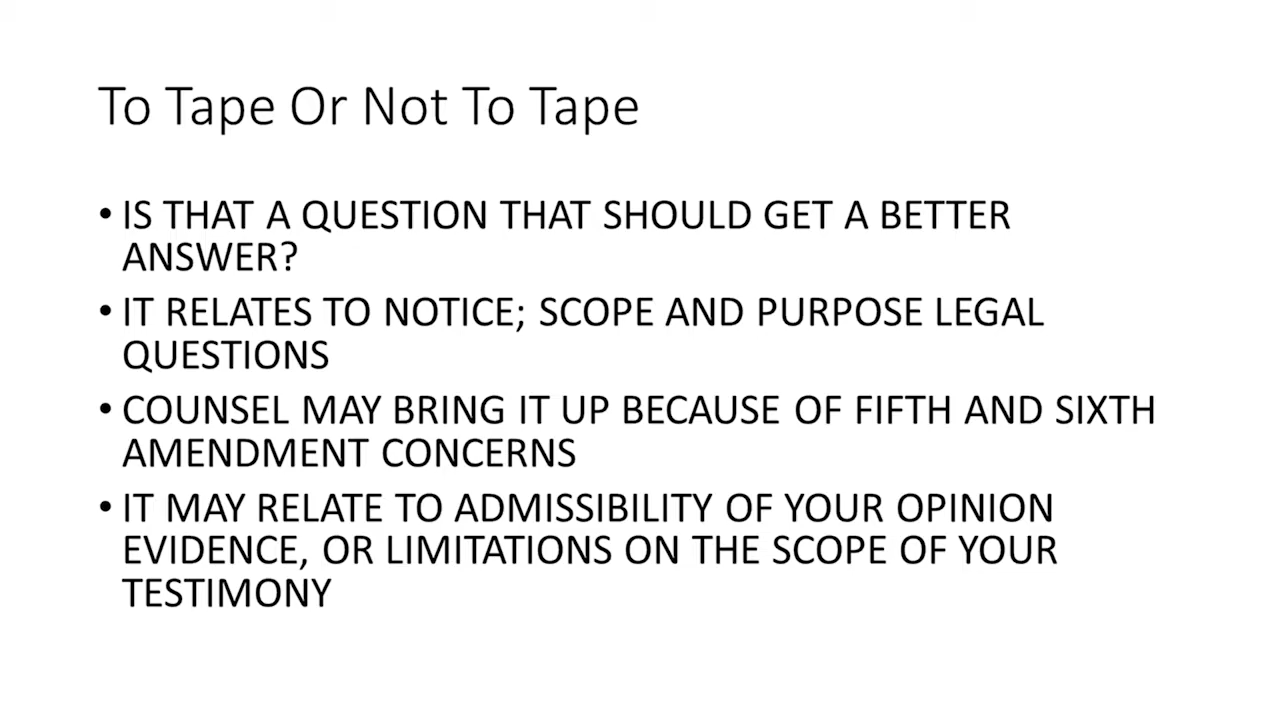 To Tape Or Not To Tape
• IS THAT A QUESTION THAT SHOULD GET A BETTER
ANSWER?
• IT RELATES TO NOTICE; SCOPE AND PURPOSE LEGAL
QUESTIONS
• COUNSEL MAY BRING IT UP BECAUSE OF FIFTH AND SIXTH
AMENDMENT CONCERNS
• IT MAY RELATE TO ADMISSIBILITY OF YOUR OPINION
EVIDENCE, OR LIMITATIONS ON THE SCOPE OF YOUR
TESTIMONY